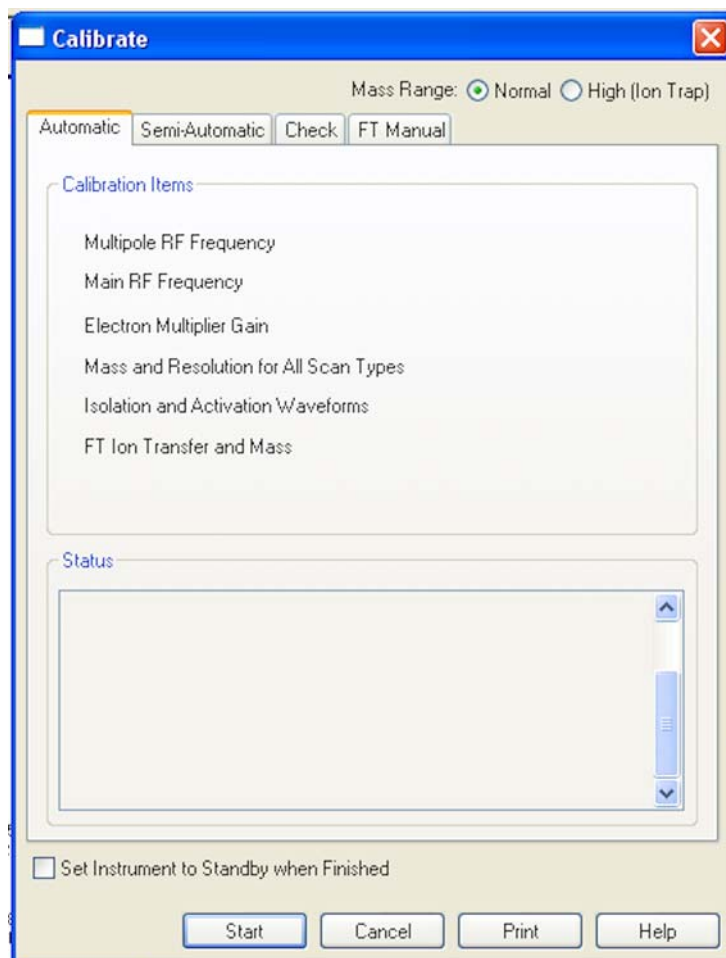 Calibrate
Mass Range: Normal High (Ion Trap)
Automatic Semi-Automatic Check FT Manual
Calibration Items
Multipole RF Frequency
Main RF Frequency
Electron Multiplier Gain
Mass and Resolution for All Scan Types
Isolation and Activation Waveforms
FT Ion Transfer and Mass
Status
Set Instrument to Standby when Finished
Start Cancel Print Help